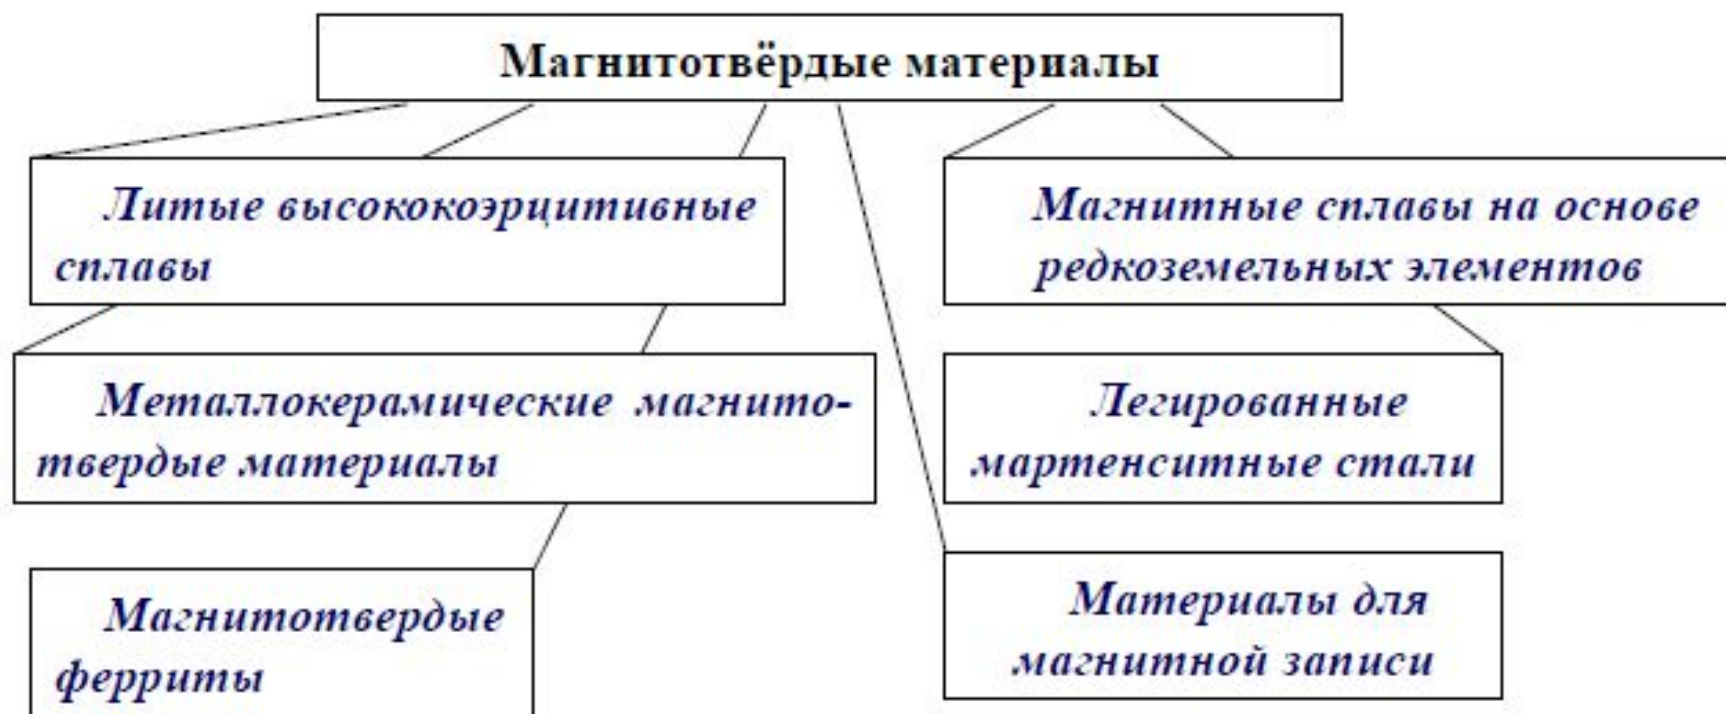 Магнитотвёрдые материалы
Литые высококоэрцитивные
сплавы
Магнитные сплавы на основе
редкоземельных элементов
Металлокерамические магнито-
твердые материалы
Легированные
мартенситные стали
Магнитотвердые
ферриты
Материалы для
магнитной записи